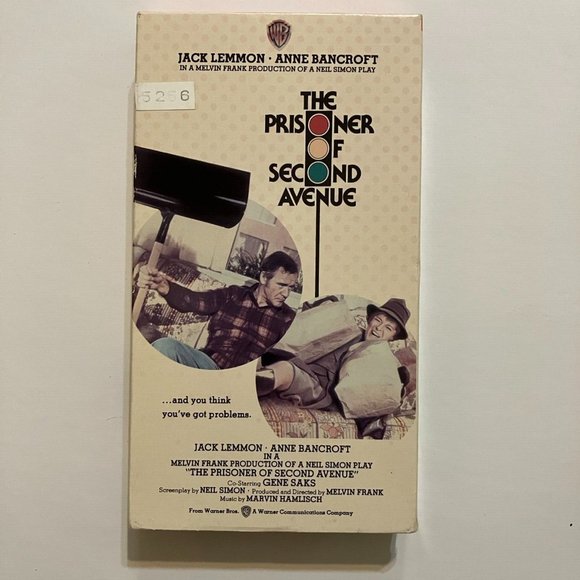 JACK LEMMON · ANNE BANCROFT
IN A MELVIN FRANK PRODUCTION OF A NEIL SIMON PLAY
5256
THE
PRISONER
OF
SECOND
AVENUE
...and you think
you've got problems.
JACK LEMMON · ANNE BANCROFT
IN A
MELVIN FRANK PRODUCTION OF A NEIL SIMON PLAY
"THE PRISONER OF SECOND AVENUE"
Co-Starring GENE SAKS
Screenplay by NEIL SIMON · Produced and Directed by MELVIN FRANK
Music by MARVIN HAMLISCH
From Warner Bros. A Warner Communications Company